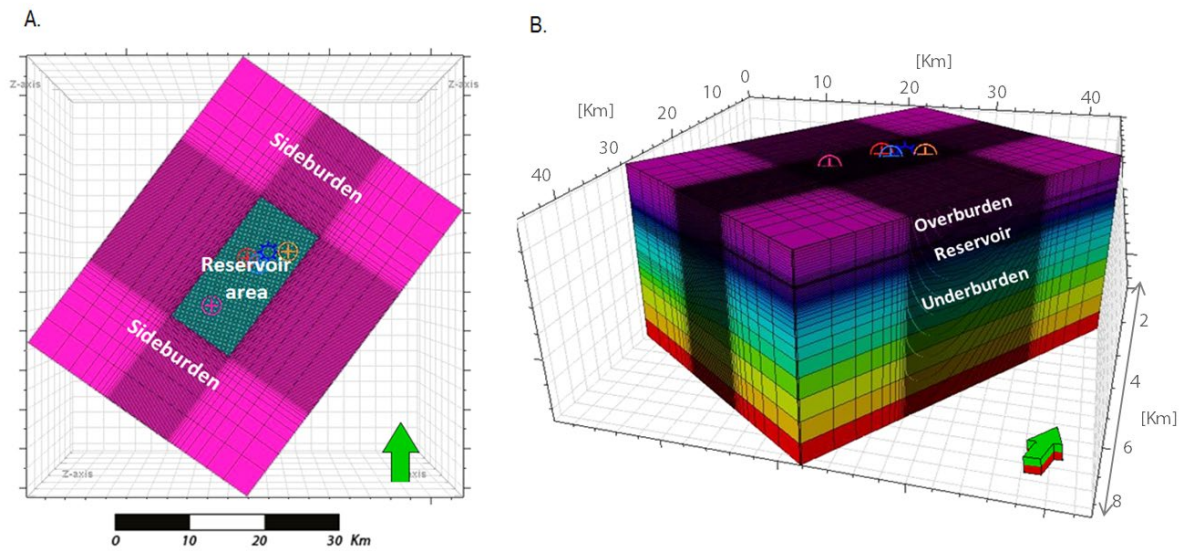 A.
Z-axis
Z-axis
Sideburden
Reservoir
area
Sideburden
Z-axis
0 10 20 30 Km
B.
[Km]
0 10 20 30 40
[Km]
10
20
30
40
Overburden
Reservoir
Underburden
2
4
[Km]
6
8